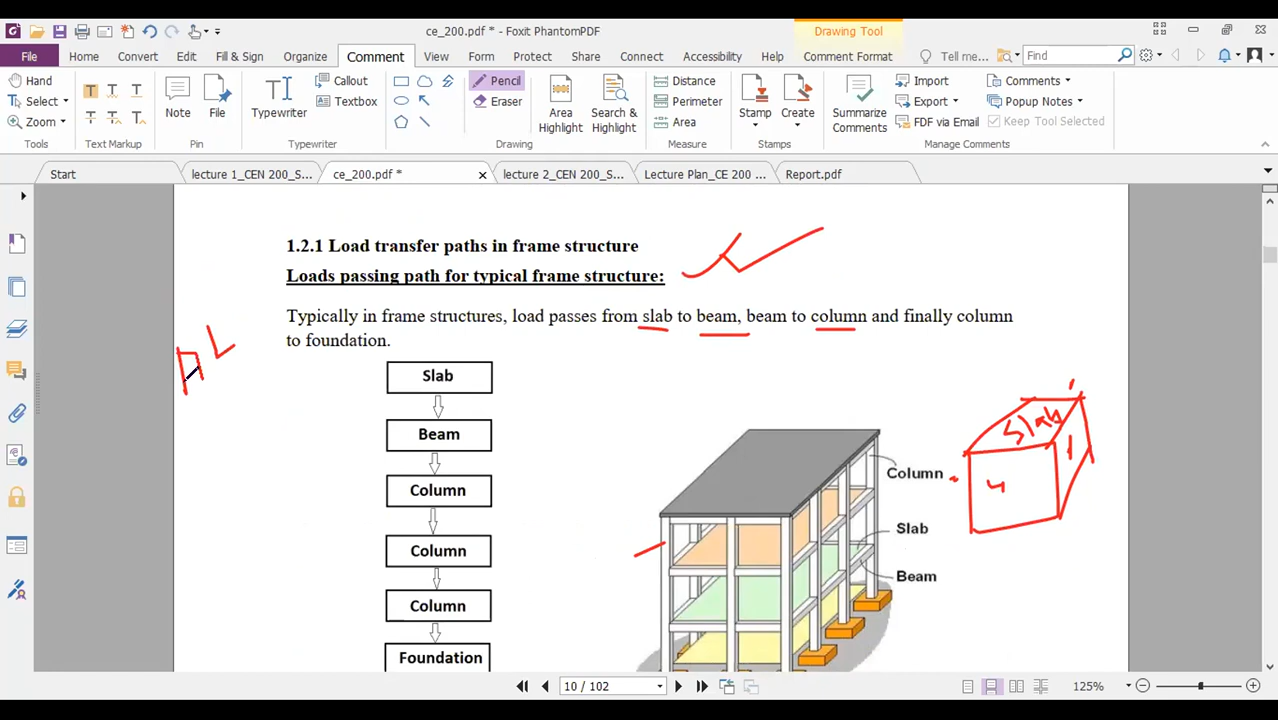 ce_200.pdf * - Foxit PhantomPDF
Drawing Tool
File Home Convert Fill & Sign Organize Comment View Form Protect Share Connect Accessibility Help Comment Format Tell me... Find
Hand
Select
Zoom
Tools
Text Markup
Note
File
Pin
Typewriter
Callout
Textbox
Typewriter
Pencil
Eraser
Area Highlight
Search & Highlight
Drawing
Distance
Perimeter
Area
Measure
Stamp
Create
Stamps
Summarize Comments
Import
Export
FDF via Email
Comments
Popup Notes
Keep Tool Selected
Manage Comments
Start lecture 1_CEN 200_S... ce_200.pdf * lecture 2_CEN 200_S... Lecture Plan_CE 200 ... Report.pdf
1.2.1 Load transfer paths in frame structure
Loads passing path for typical frame structure:
Typically in frame structures, load passes from slab to beam, beam to column and finally column
to foundation.
Slab
Beam
Column
Column
Column
Foundation
Column
Slab
Beam
Slab
10 / 102
125%